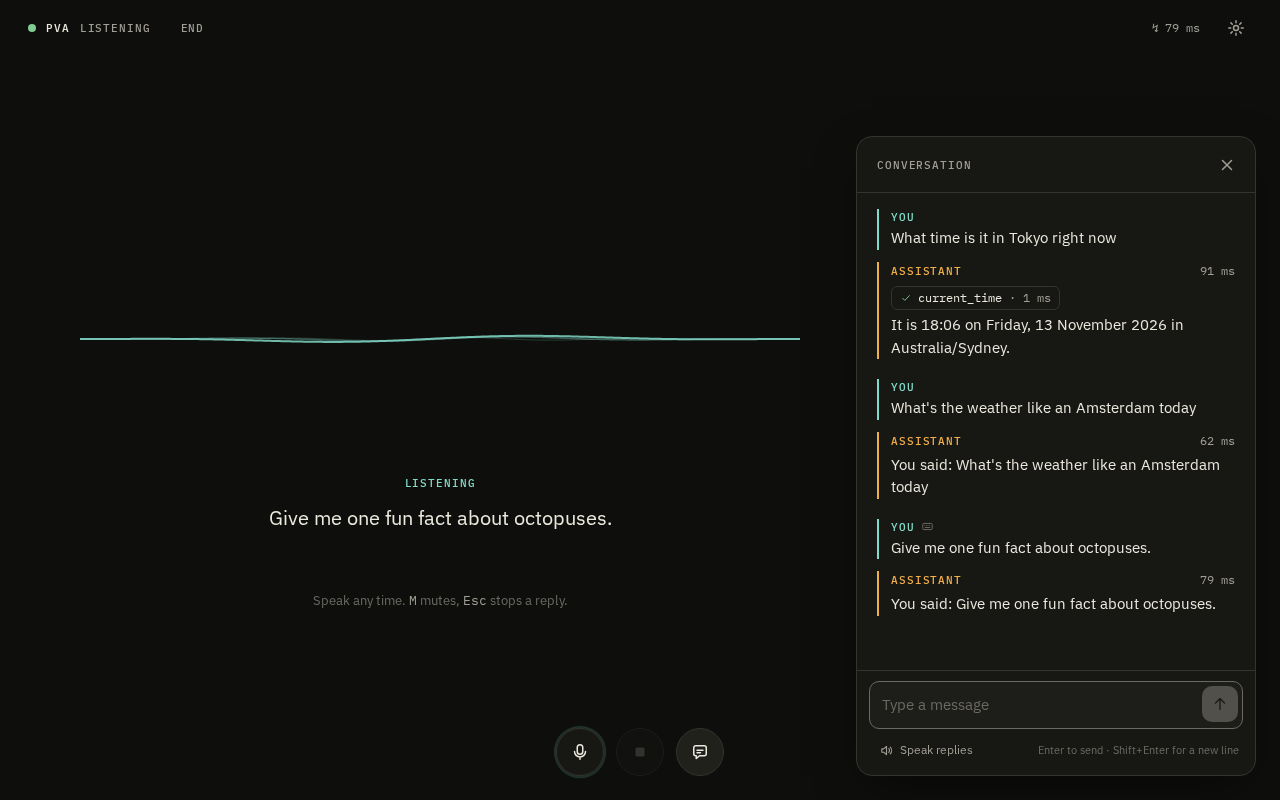 PVA LISTENING END
↯ 79 ms
CONVERSATION
YOU
What time is it in Tokyo right now
ASSISTANT 91 ms
✓ current_time · 1 ms
It is 18:06 on Friday, 13 November 2026 in
Australia/Sydney.
YOU
What's the weather like an Amsterdam today
ASSISTANT 62 ms
You said: What's the weather like an Amsterdam
today
YOU
Give me one fun fact about octopuses.
ASSISTANT 79 ms
You said: Give me one fun fact about octopuses.
Type a message
Speak replies
Enter to send · Shift+Enter for a new line
LISTENING
Give me one fun fact about octopuses.
Speak any time. M mutes, Esc stops a reply.